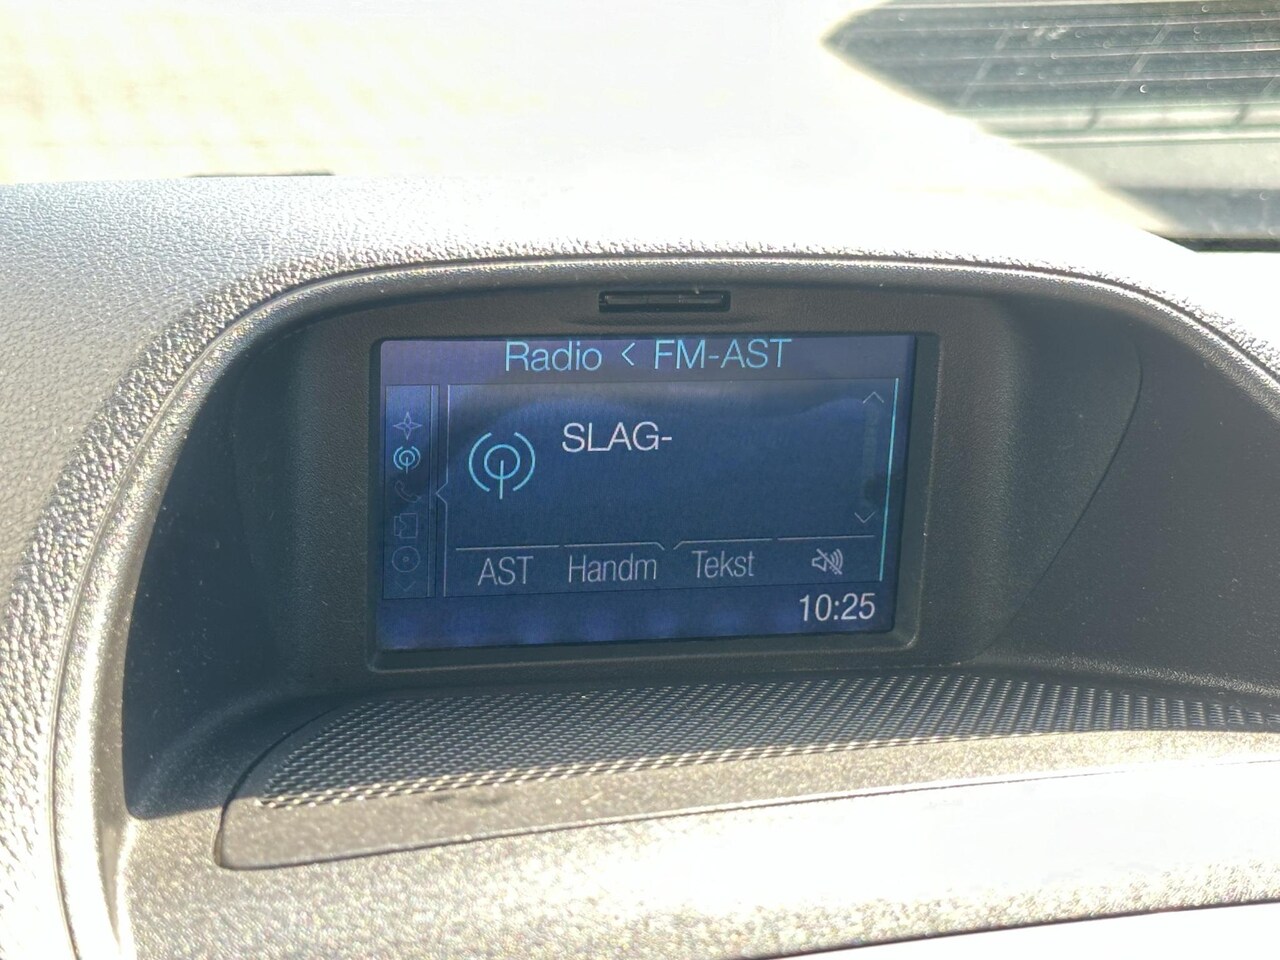 Radio < FM-AST
SLAG-
AST Handm Tekst
10:25